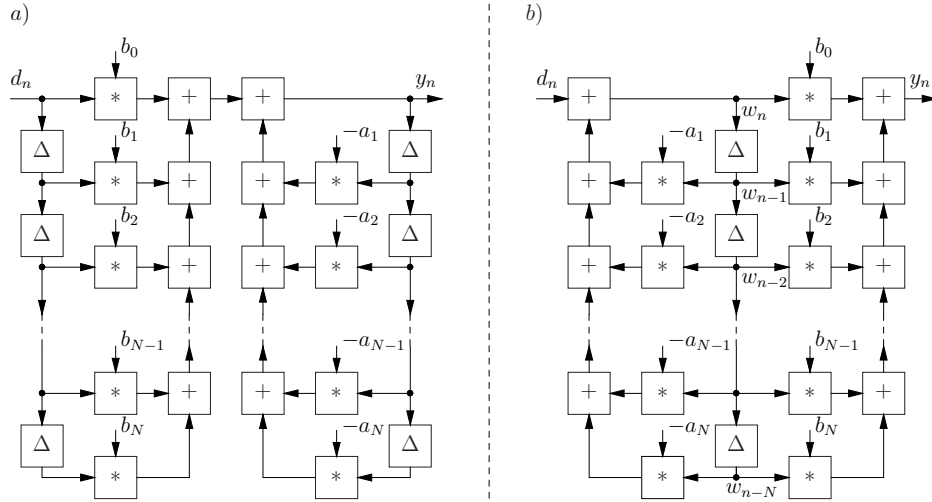 a)
b)
b_0
b_0
d_n
y_n
d_n
y_n
* + +
+ * +
w_n
b_1
-a_1
-a_1
b_1
Δ
Δ
Δ
* + + *
+ * * +
w_{n-1}
b_2
-a_2
-a_2
b_2
Δ
Δ
Δ
* + + *
+ * * +
w_{n-2}
b_{N-1}
-a_{N-1}
-a_{N-1}
b_{N-1}
* + + *
+ * * +
b_N
-a_N
-a_N
b_N
Δ
Δ
Δ
* *
* *
w_{n-N}